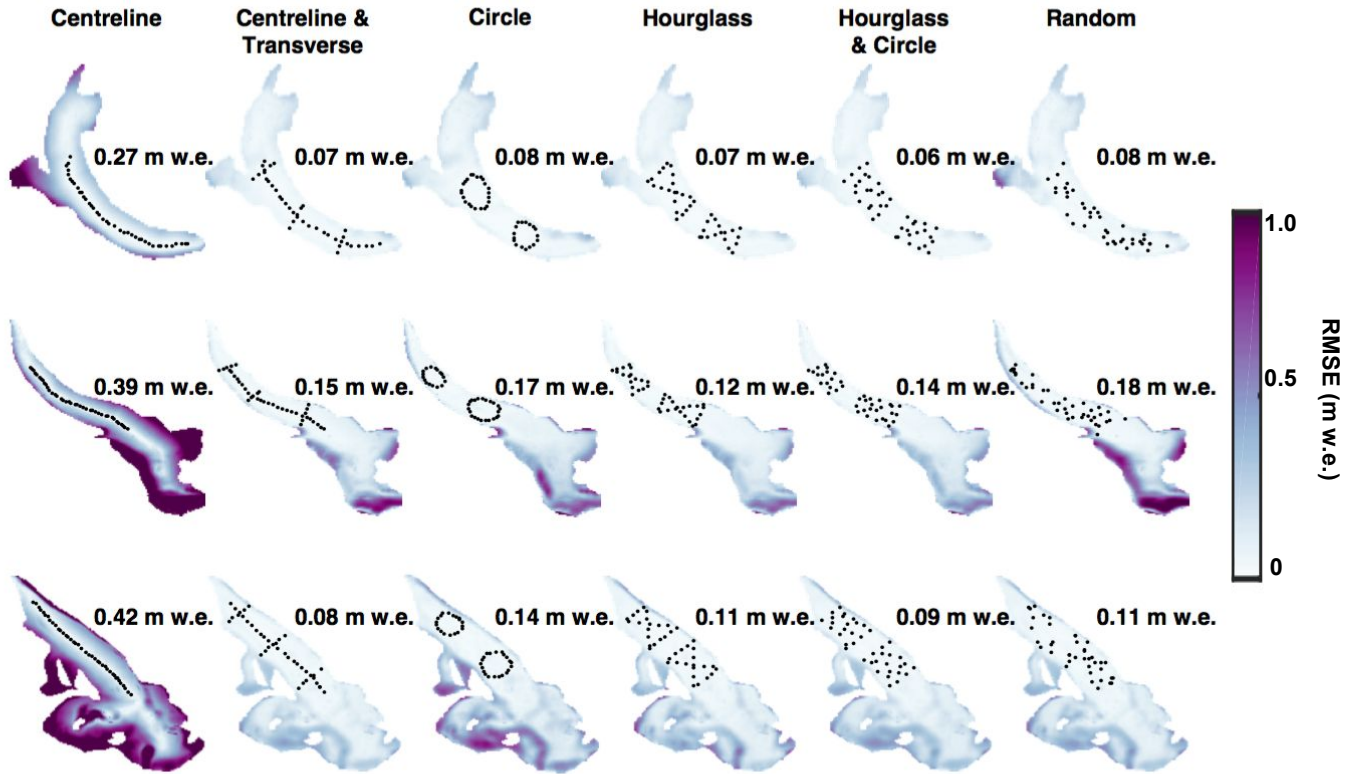 Centreline
Centreline &
Transverse
Circle
Hourglass
Hourglass
& Circle
Random
0.27 m w.e.
0.07 m w.e.
0.08 m w.e.
0.07 m w.e.
0.06 m w.e.
0.08 m w.e.
0.39 m w.e.
0.15 m w.e.
0.17 m w.e.
0.12 m w.e.
0.14 m w.e.
0.18 m w.e.
0.42 m w.e.
0.08 m w.e.
0.14 m w.e.
0.11 m w.e.
0.09 m w.e.
0.11 m w.e.
1.0
0.5
0
RMSE (m w.e.)